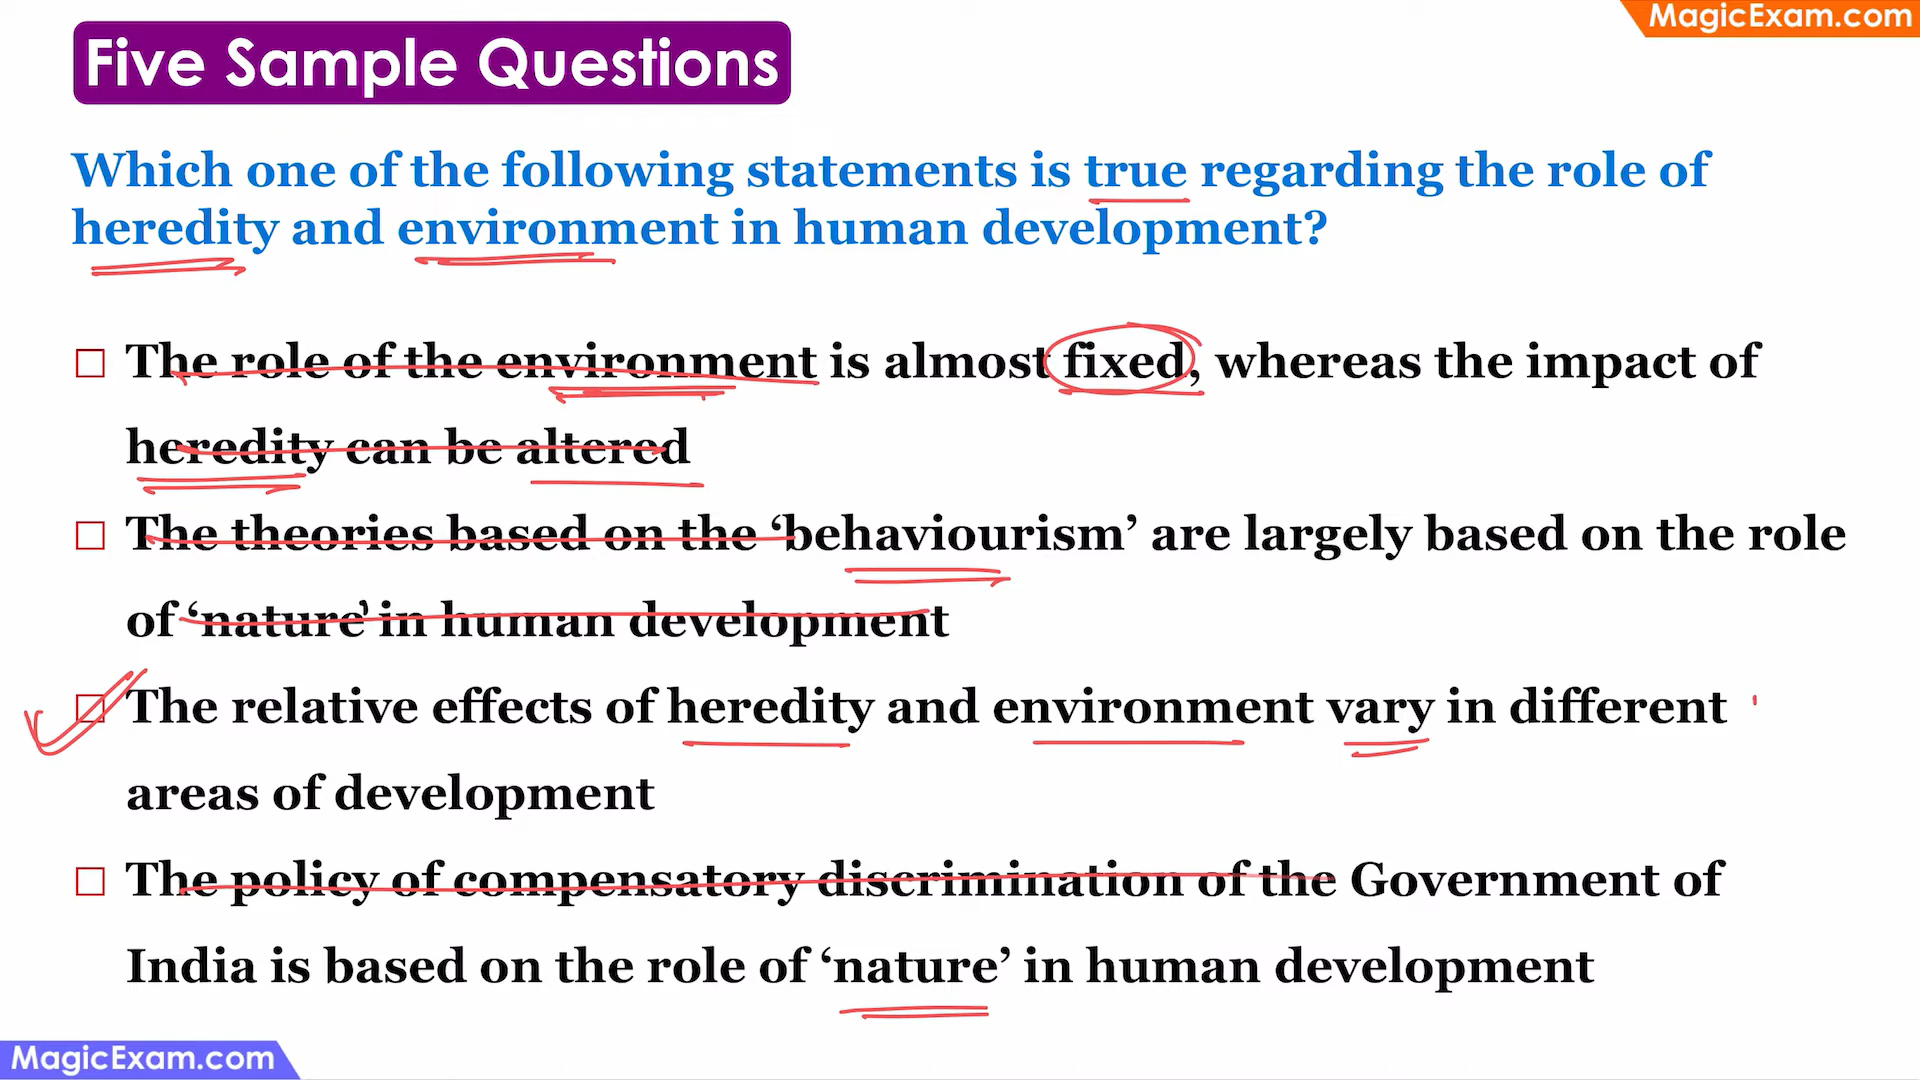 MagicExam.com
Five Sample Questions
Which one of the following statements is true regarding the role of
heredity and environment in human development?
The role of the environment is almost fixed, whereas the impact of
heredity can be altered
The theories based on the ‘behaviourism’ are largely based on the role
of ‘nature’ in human development
The relative effects of heredity and environment vary in different
areas of development
The policy of compensatory discrimination of the Government of
India is based on the role of ‘nature’ in human development
MagicExam.com